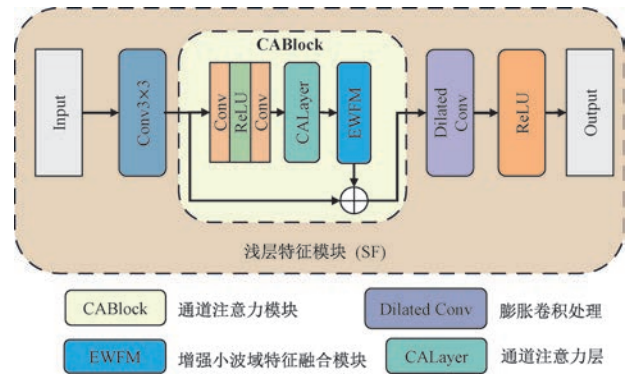 CABlock
Input
Conv3×3
Conv
ReLU
Conv
CALayer
EWFM
Dilated
Conv
ReLU
Output
浅层特征模块 (SF)
CABlock 通道注意力模块
Dilated Conv 膨胀卷积处理
EWFM 增强小波域特征融合模块
CALayer 通道注意力层